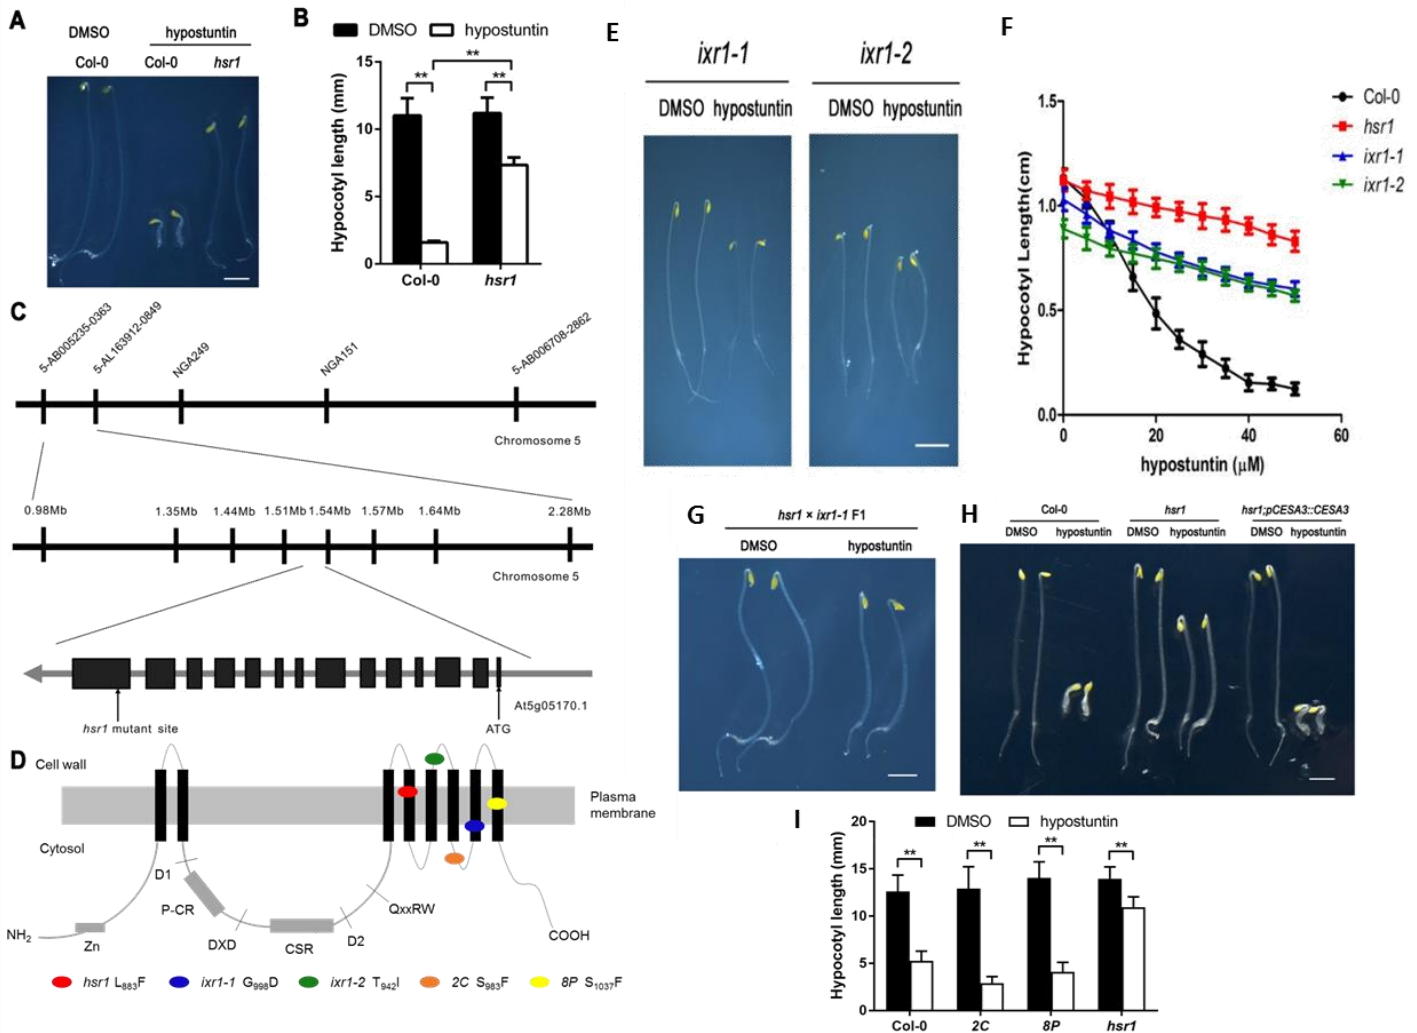 A
DMSO
hypostuntin
Col-0
Col-0
hsr1
B
DMSO
hypostuntin
Hypocotyl length (mm)
15
10
5
0
**
**
**
Col-0
hsr1
C
5-AB005235-0363
5-AL163912-0849
NGA249
NGA151
5-AB006708-2862
Chromosome 5
0.98Mb
1.35Mb
1.44Mb
1.51Mb
1.54Mb
1.57Mb
1.64Mb
2.28Mb
Chromosome 5
At5g05170.1
hsr1 mutant site
ATG
D
Cell wall
Plasma
membrane
Cytosol
D1
P-CR
QxxRW
NH2
Zn
DXD
CSR
D2
COOH
hsr1 L883F
ixr1-1 G998D
ixr1-2 T942I
2C S983F
8P S1037F
E
ixr1-1
ixr1-2
DMSO hypostuntin
DMSO hypostuntin
F
Hypocotyl Length(cm)
1.5
1.0
0.5
0.0
0
20
40
60
hypostuntin (μM)
Col-0
hsr1
ixr1-1
ixr1-2
G
hsr1 × ixr1-1 F1
DMSO
hypostuntin
H
Col-0
hsr1
hsr1;pCESA3::CESA3
DMSO
hypostuntin
DMSO hypostuntin
DMSO hypostuntin
I
DMSO
hypostuntin
Hypocotyl length (mm)
20
15
10
5
0
**
**
**
**
Col-0
2C
8P
hsr1